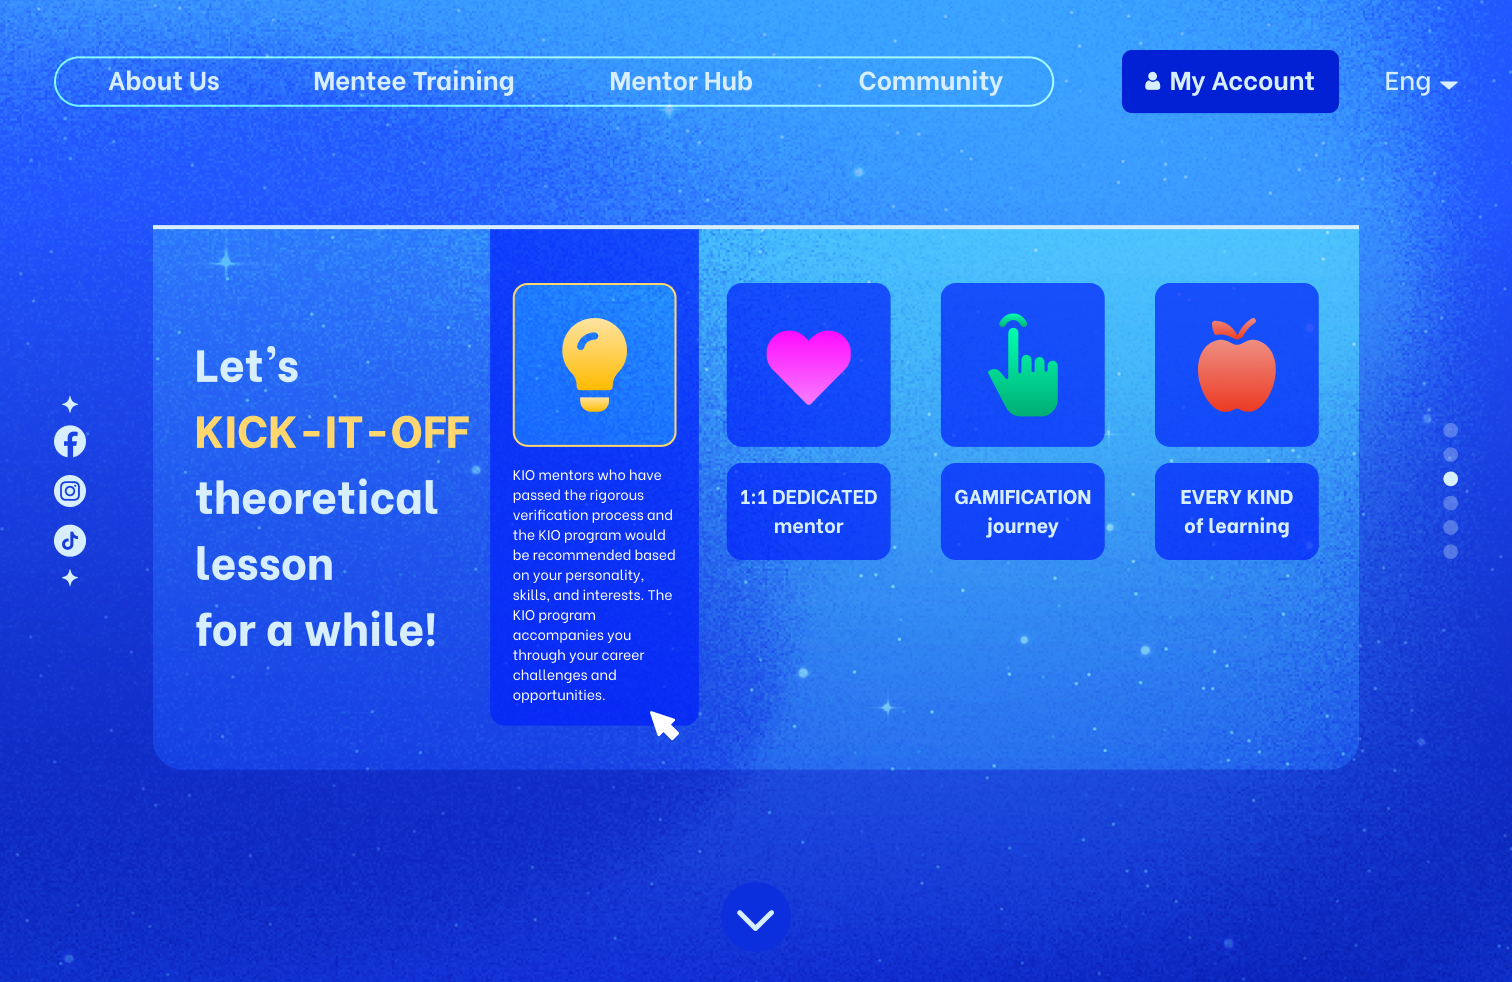 About Us
Mentee Training
Mentor Hub
Community
My Account
Eng
Let's
KICK-IT-OFF
theoretical
lesson
for a while!
KIO mentors who have
passed the rigorous
verification process and
the KIO program would
be recommended based
on your personality,
skills, and interests. The
KIO program
accompanies you
through your career
challenges and
opportunities.
1:1 DEDICATED
mentor
GAMIFICATION
journey
EVERY KIND
of learning